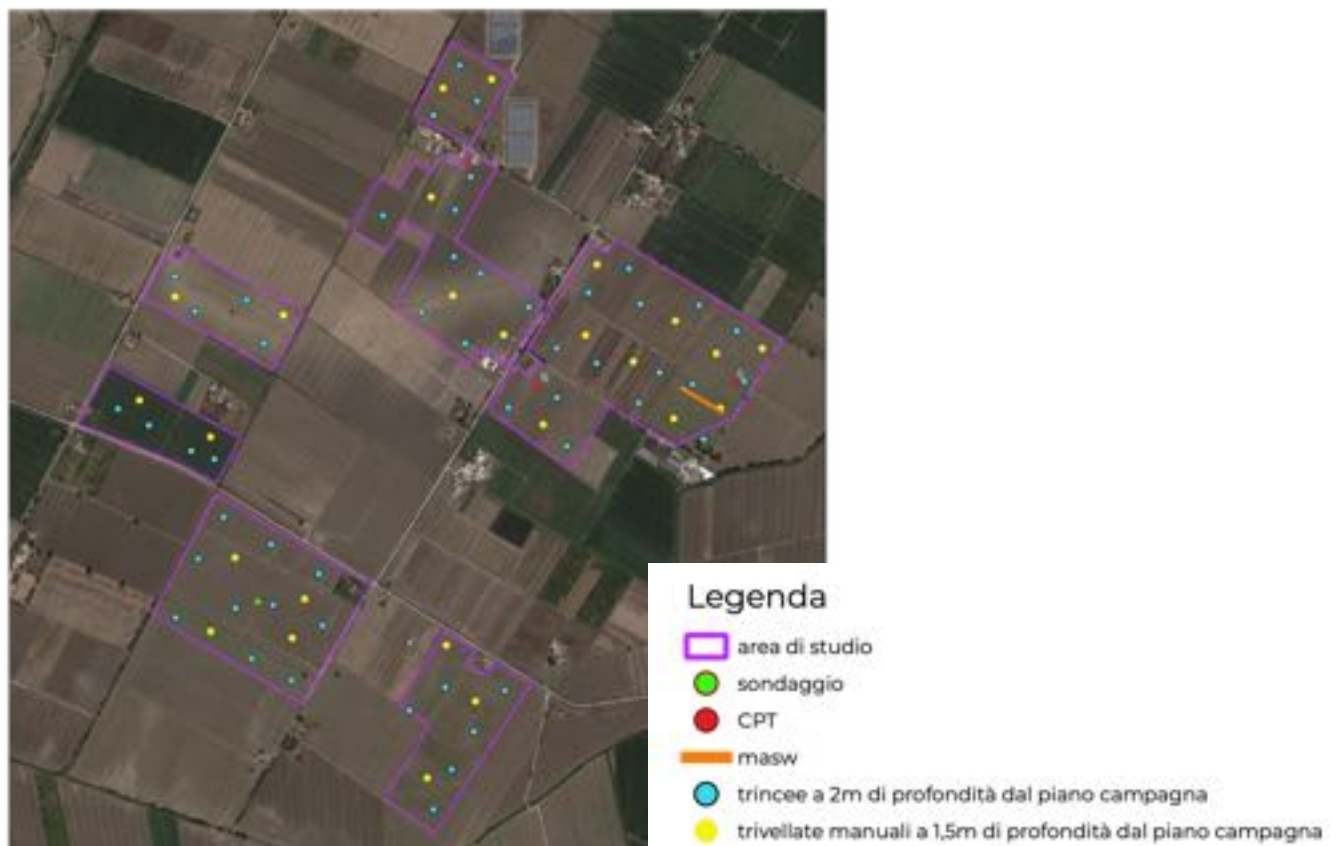 Legenda
area di studio
sondaggio
CPT
masw
trincee a 2m di profondità dal piano campagna
trivellate manuali a 1,5m di profondità dal piano campagna